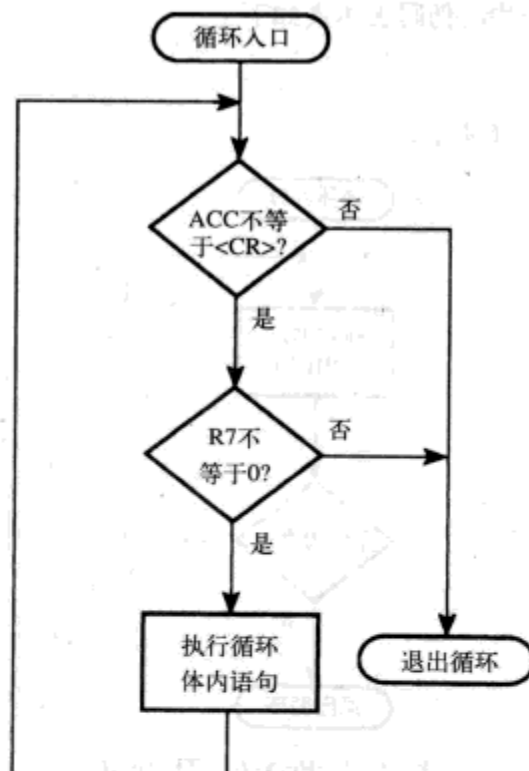 循环入口
ACC不等
于<CR>?
否
是
R7不
等于0?
否
是
执行循环
体内语句
退出循环